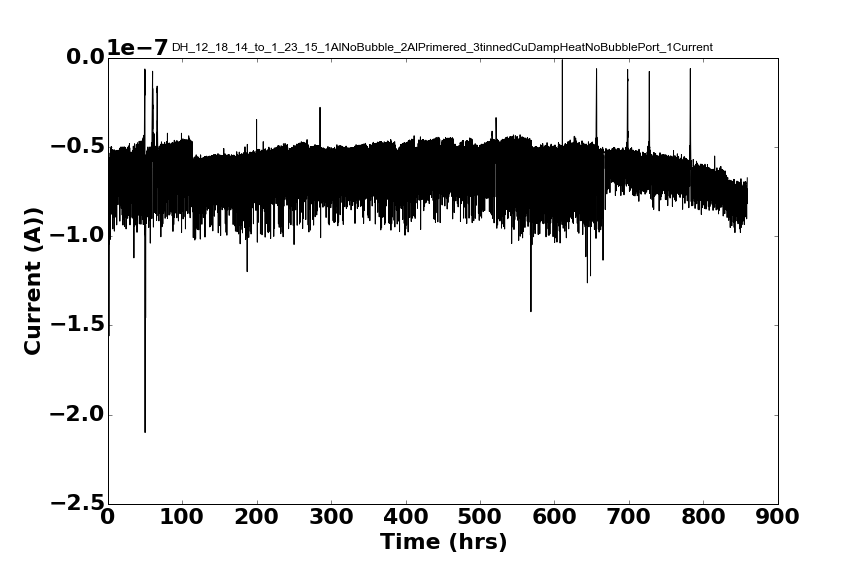 1e−7
DH_12_18_14_to_1_23_15_1AlNoBubble_2AlPrimered_3tinnedCuDampHeatNoBubblePort_1Current
0.0
−0.5
−1.0
−1.5
−2.0
−2.5
Current (A))
0 100 200 300 400 500 600 700 800 900
Time (hrs)